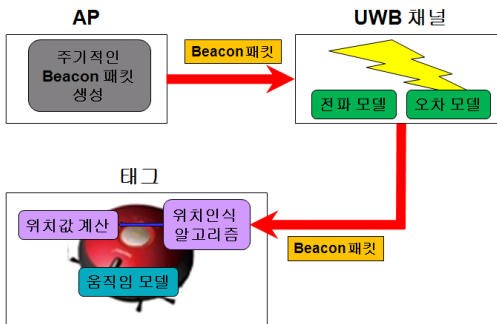 AP
주기적인
Beacon 패킷
생성
Beacon 패킷
UWB 채널
전파 모델
오차 모델
태그
위치값 계산
위치인식
알고리즘
움직임 모델
Beacon 패킷